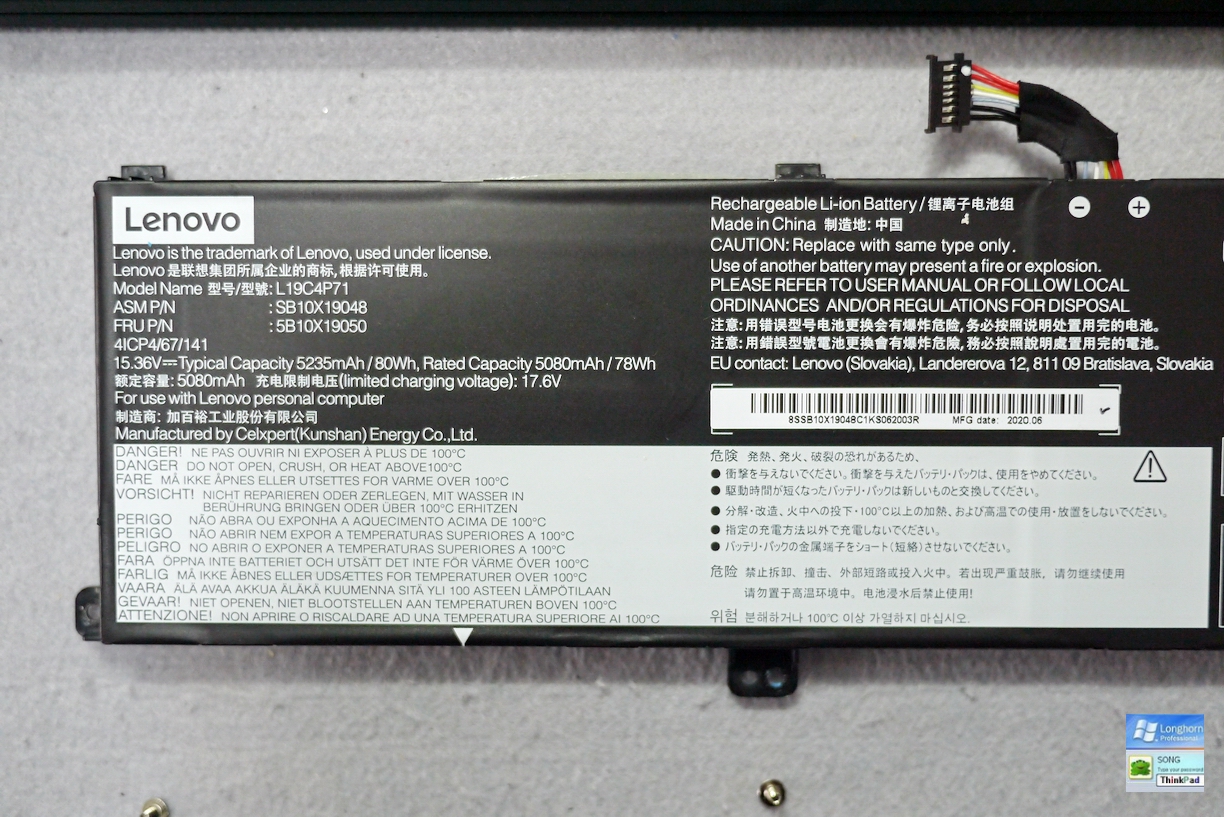 Lenovo
Lenovo is the trademark of Lenovo, used under license.
Lenovo 是联想集团所属企业的商标,根据许可使用。
Model Name 型号/型號: L19C4P71
ASM P/N : SB10X19048
FRU P/N : 5B10X19050
4ICP4/67/141
15.36V⎓Typical Capacity 5235mAh / 80Wh, Rated Capacity 5080mAh / 78Wh
额定容量: 5080mAh 充电限制电压(limited charging voltage): 17.6V
For use with Lenovo personal computer
制造商: 加百裕工业股份有限公司
Manufactured by Celxpert(Kunshan) Energy Co.,Ltd.
DANGER! NE PAS OUVRIR NI EXPOSER À PLUS DE 100°C
DANGER DO NOT OPEN, CRUSH, OR HEAT ABOVE100°C
FARE MÅ IKKE ÅPNES ELLER UTSETTES FOR VARME OVER 100°C
VORSICHT! NICHT REPARIEREN ODER ZERLEGEN, MIT WASSER IN
BERÜHRUNG BRINGEN ODER ÜBER 100°C ERHITZEN
PERIGO NÃO ABRA OU EXPONHA A AQUECIMENTO ACIMA DE 100°C
PERIGO NÃO ABRIR NEM EXPOR A TEMPERATURAS SUPERIORES A 100°C
PELIGRO NO ABRIR O EXPONER A TEMPERATURAS SUPERIORES A 100°C
FARA ÖPPNA INTE BATTERIET OCH UTSÄTT DET INTE FÖR VÄRME ÖVER 100°C
FARLIG MÅ IKKE ÅBNES ELLER UDSÆTTES FOR TEMPERATURER OVER 100°C
VAARA ÄLÄ AVAA AKKUA ÄLÄKÄ KUUMENNA SITÄ YLI 100 ASTEEN LÄMPÖTILAAN
GEVAAR! NIET OPENEN, NIET BLOOTSTELLEN AAN TEMPERATUREN BOVEN 100°C
ATTENZIONE! NON APRIRE O RISCALDARE AD UNA TEMPERATURA SUPERIORE AI 100°C
Rechargeable Li-ion Battery / 锂离子电池组
Made in China 制造地: 中国
CAUTION: Replace with same type only.
Use of another battery may present a fire or explosion.
PLEASE REFER TO USER MANUAL OR FOLLOW LOCAL
ORDINANCES AND/OR REGULATIONS FOR DISPOSAL
注意: 用错误型号电池更换会有爆炸危险, 务必按照说明处置用完的电池。
注意: 用錯誤型號電池更換會有爆炸危險, 務必按照說明處置用完的電池。
EU contact: Lenovo (Slovakia), Landererova 12, 811 09 Bratislava, Slovakia
8SSB10X19048C1KS062003R MFG date: 2020.06
危険 発熱、発火、破裂の恐れがあるため、
● 衝撃を与えないでください。衝撃を与えたバッテリ・パックは、使用をやめてください。
● 駆動時間が短くなったバッテリ・パックは新しいものと交換してください。
● 分解・改造、火中への投下・100°C以上の加熱、および高温での使用・放置をしないでください。
● 指定の充電方法以外で充電しないでください。
● バッテリ・パックの金属端子をショート(短絡)させないでください。
危险 禁止拆卸、撞击、外部短路或投入火中。若出现严重鼓胀,请勿继续使用
请勿置于高温环境中。电池浸水后禁止使用!
위험 분해하거나 100°C 이상 가열하지 마십시오.
Longhorn
Professional
SONG
Type your password
ThinkPad